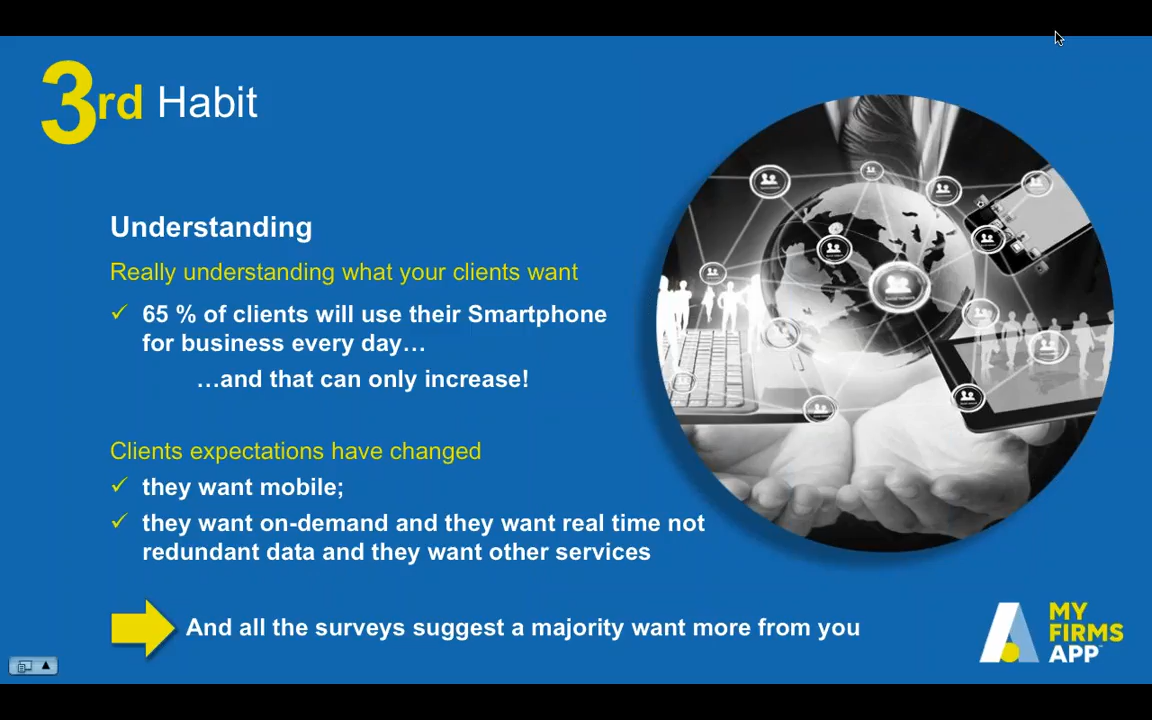 3rd Habit
Understanding
Really understanding what your clients want
✓ 65 % of clients will use their Smartphone
for business every day…
…and that can only increase!
Clients expectations have changed
✓ they want mobile;
✓ they want on-demand and they want real time not
redundant data and they want other services
And all the surveys suggest a majority want more from you
MY
FIRMS
APP